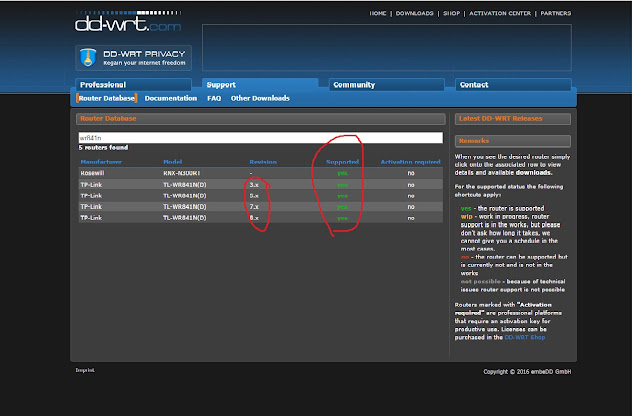 dd-wrt.com
HOME | DOWNLOADS | SHOP | ACTIVATION CENTER | PARTNERS
DD-WRT PRIVACY
Regain your internet freedom
Professional Support Community Contact
Router Database Documentation FAQ Other Downloads
Router Database
wr841n
5 routers found
Manufacturer Model Revision Supported Activation required
Rosewill RNX-N300RT - yes no
TP-Link TL-WR841N(D) 3.x yes no
TP-Link TL-WR841N(D) 5.x yes no
TP-Link TL-WR841N(D) 7.x yes no
TP-Link TL-WR841N(D) 8.x yes no
Latest DD-WRT Releases
Remarks
When you see the desired router simply
click onto the associated row to view
details and available downloads.
For the supported status the following
shortcuts apply:
yes - the router is supported
wip - work in progress, router
support is in the works, but please
don't ask how long it takes, we
cannot give you a schedule in the
most cases.
no - the router can be supported but
is currently not and is not in the
works
not possible - because of technical
issues router support is not possible
Routers marked with "Activation
required" are professional platforms
that require an activation key for
productive use. Licenses can be
purchased in the DD-WRT Shop
Imprint
Copyright © 2016 embeDD GmbH